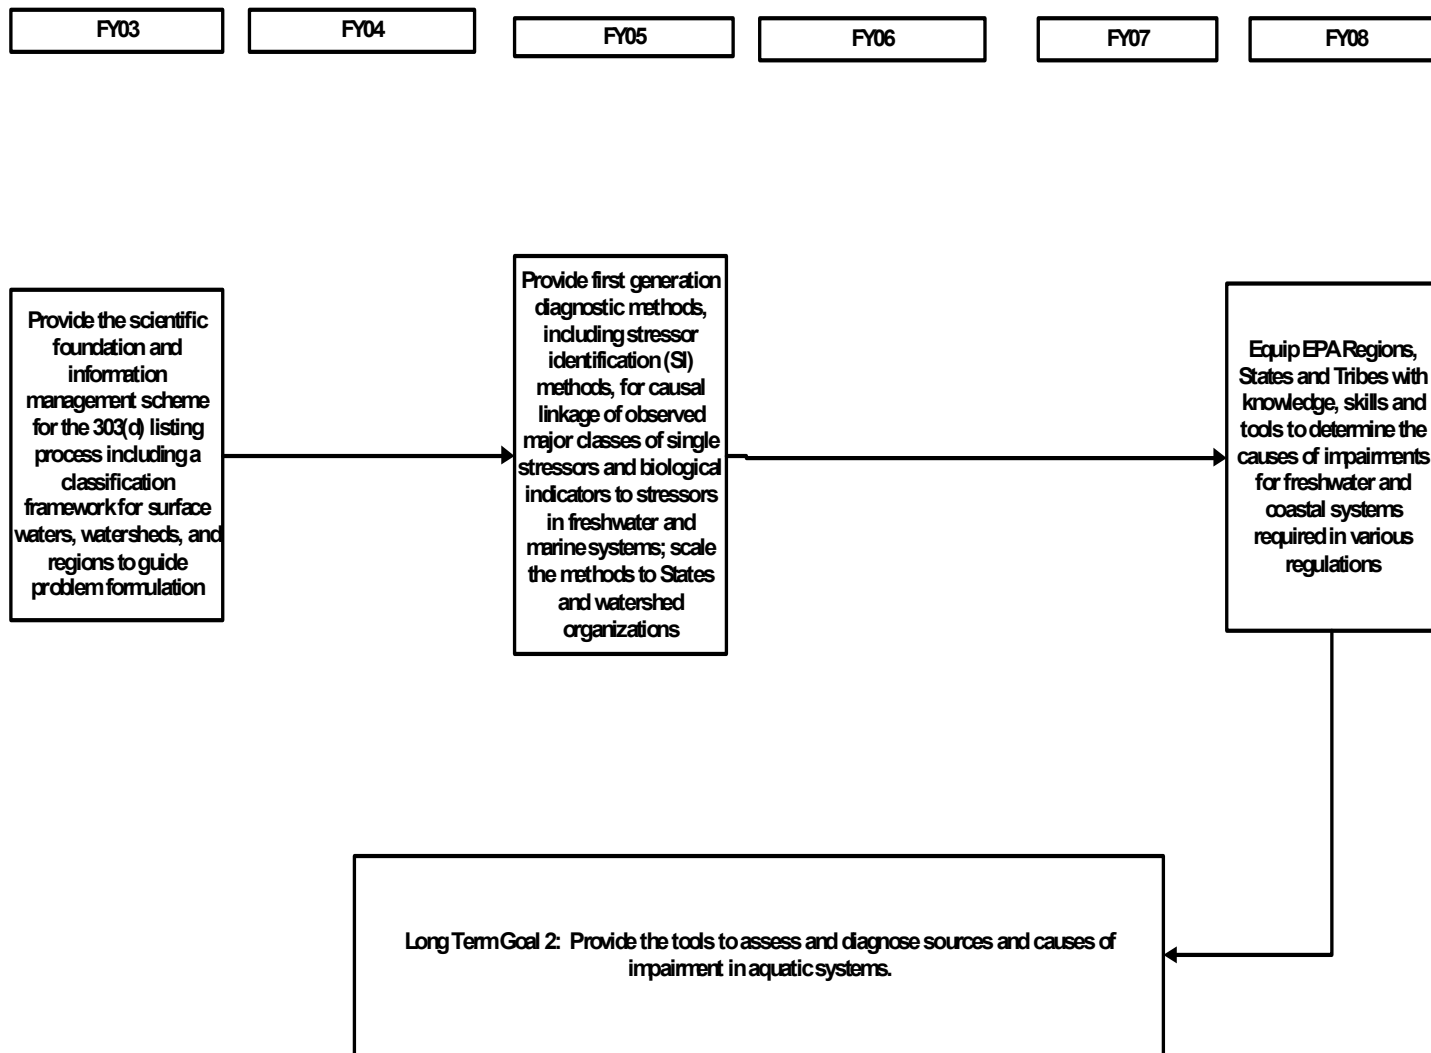 FY03
FY04
FY05
FY06
FY07
FY08
Provide the scientific
foundation and
information
management scheme
for the 303(d) listing
process including a
classification
framework for surface
waters, watersheds, and
regions to guide
problem formulation
Provide first generation
diagnostic methods,
including stressor
identification (SI)
methods, for causal
linkage of observed
major classes of single
stressors and biological
indicators to stressors
in freshwater and
marine systems; scale
the methods to States
and watershed
organizations
Equip EPA Regions,
States and Tribes with
knowledge, skills and
tools to determine the
causes of impairments
for freshwater and
coastal systems
required in various
regulations
Long Term Goal 2: Provide the tools to assess and diagnose sources and causes of
impairment in aquatic systems.